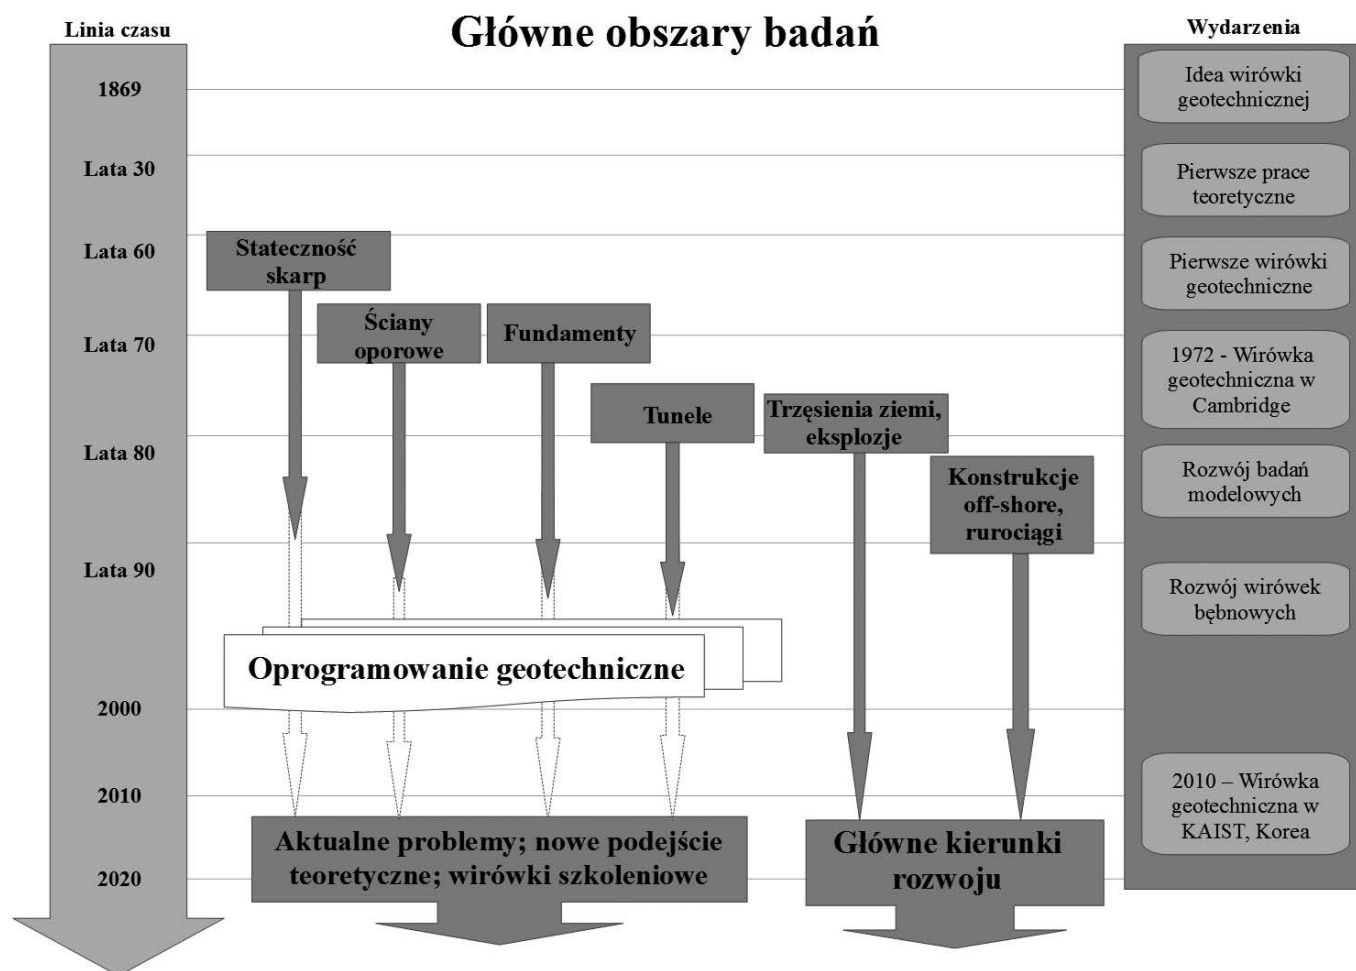 Linia czasu
Główne obszary badań
Wydarzenia
1869
Idea wirówki
geotechnicznej
Lata 30
Pierwsze prace
teoretyczne
Lata 60
Stateczność
skarp
Pierwsze wirówki
geotechniczne
Lata 70
Ściany
oporowe
Fundamenty
1972 - Wirówka
geotechniczna w
Cambridge
Tunele
Trzęsienia ziemi,
eksplozje
Lata 80
Konstrukcje
off-shore,
rurociągi
Rozwój badań
modelowych
Lata 90
Rozwój wirówek
bębnowych
Oprogramowanie geotechniczne
2000
2010
2010 – Wirówka
geotechniczna w
KAIST, Korea
Aktualne problemy; nowe podejście
teoretyczne; wirówki szkoleniowe
Główne kierunki
rozwoju
2020